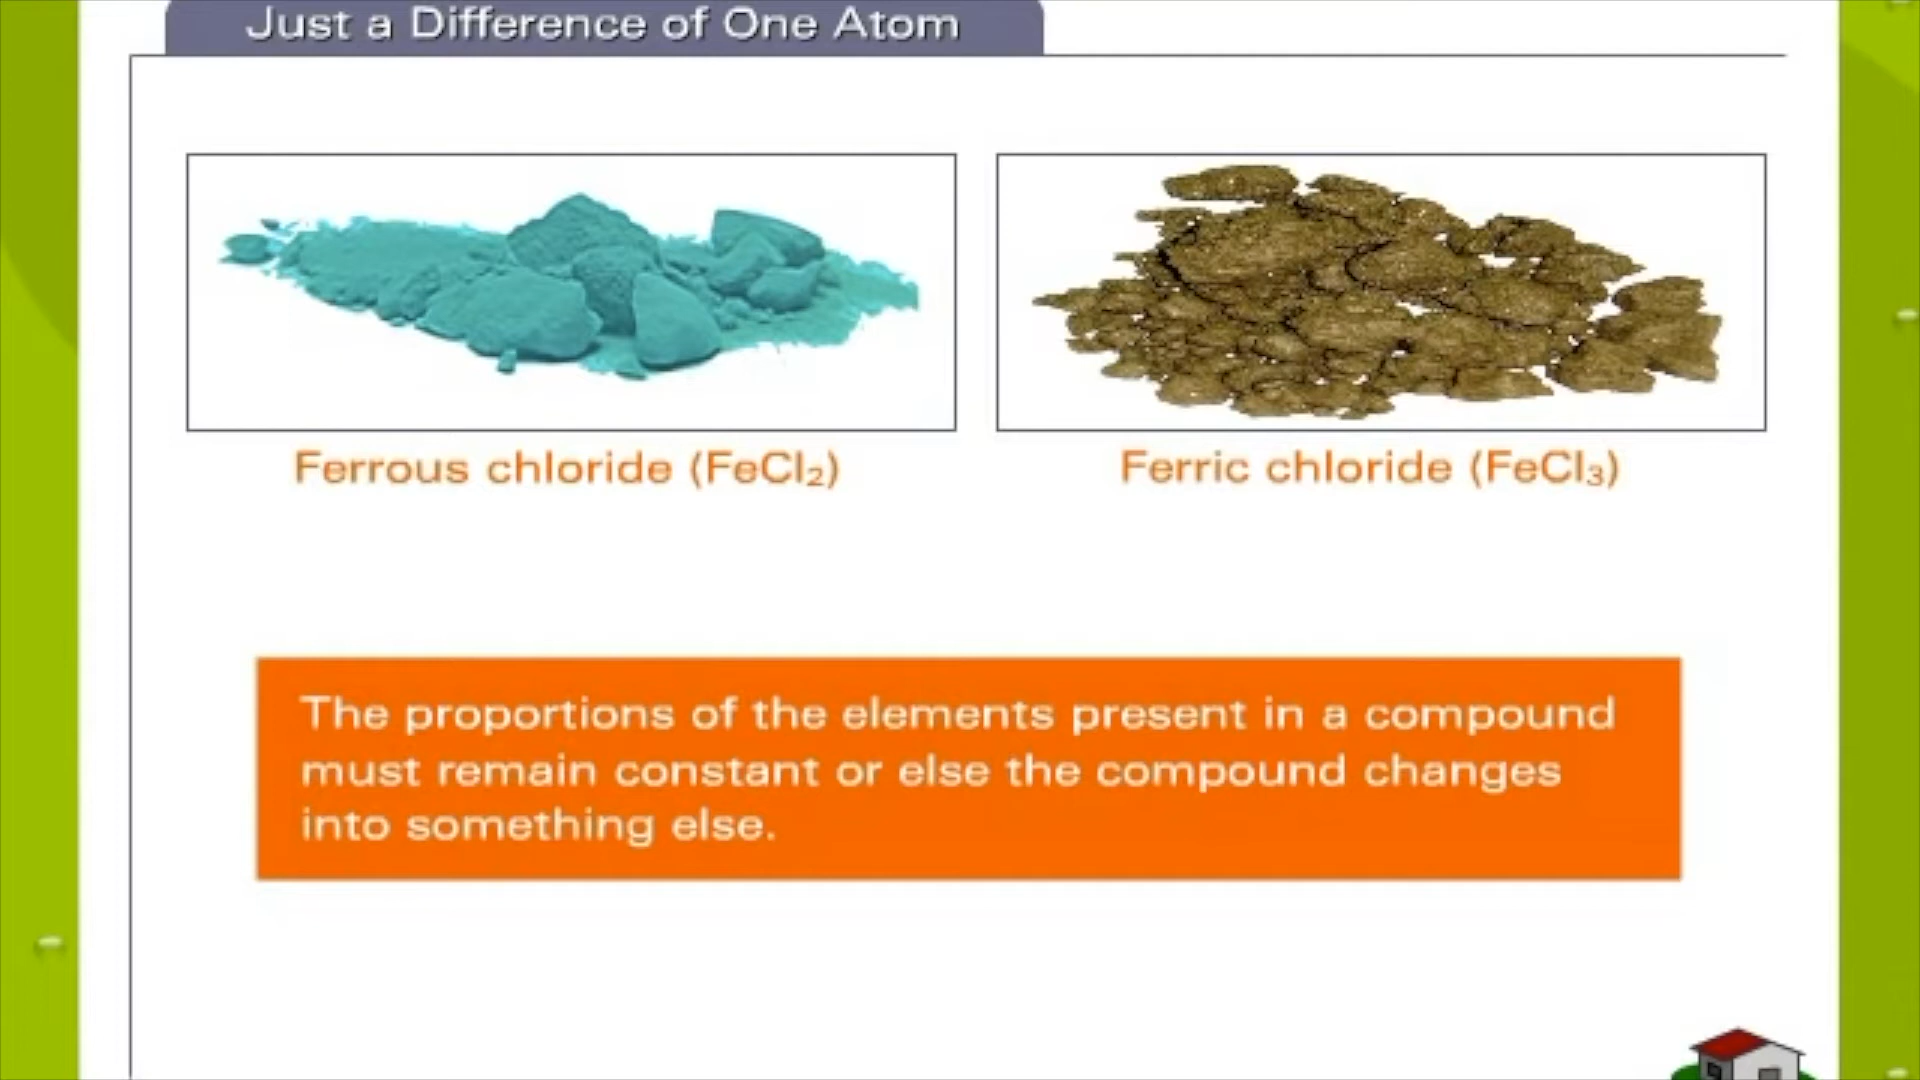 Just a Difference of One Atom
Ferrous chloride (FeCl₂)
Ferric chloride (FeCl₃)
The proportions of the elements present in a compound
must remain constant or else the compound changes
into something else.